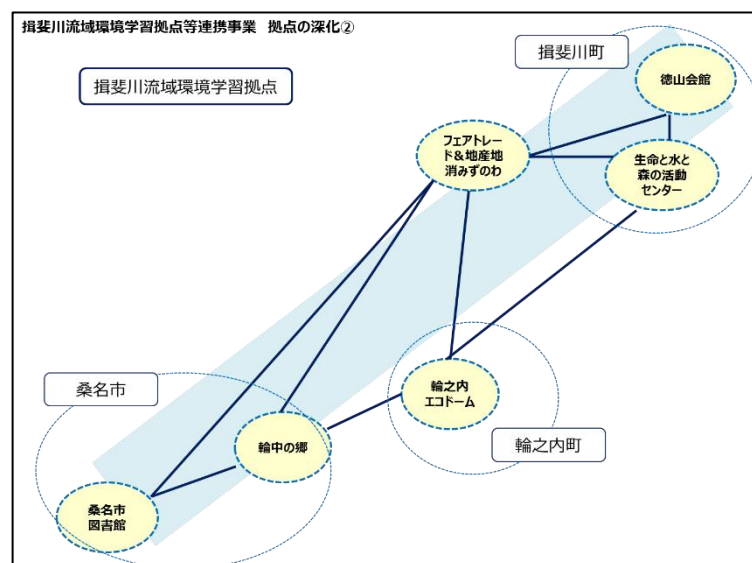 揖斐川流域環境学習拠点等連携事業 拠点の深化②
揖斐川町
揖斐川流域環境学習拠点
徳山会館
フェアトレー
ド&地産地
消みずのわ
生命と水と
森の活動
センター
桑名市
輪之内
エコドーム
輪中の郷
輪之内町
桑名市
図書館